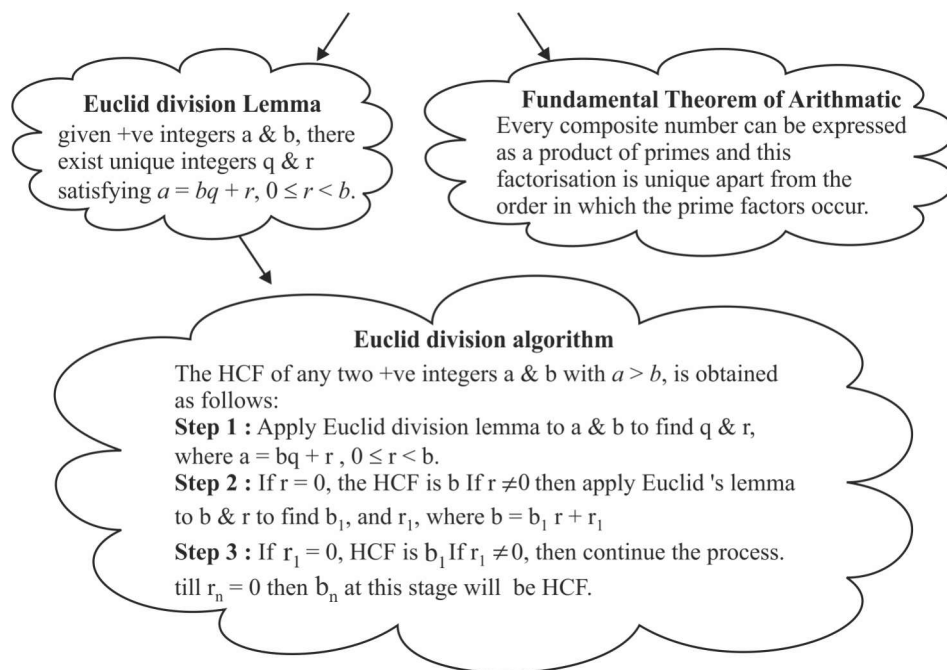 Euclid division Lemma
given +ve integers a & b, there
exist unique integers q & r
satisfying a = bq + r, 0 ≤ r < b.
Fundamental Theorem of Arithmatic
Every composite number can be expressed
as a product of primes and this
factorisation is unique apart from the
order in which the prime factors occur.
Euclid division algorithm
The HCF of any two +ve integers a & b with a > b, is obtained
as follows:
Step 1 : Apply Euclid division lemma to a & b to find q & r,
where a = bq + r , 0 ≤ r < b.
Step 2 : If r = 0, the HCF is b If r ≠0 then apply Euclid 's lemma
to b & r to find b₁, and r₁, where b = b₁ r + r₁
Step 3 : If r₁ = 0, HCF is b₁ If r₁ ≠0, then continue the process.
till rₙ = 0 then bₙ at this stage will be HCF.